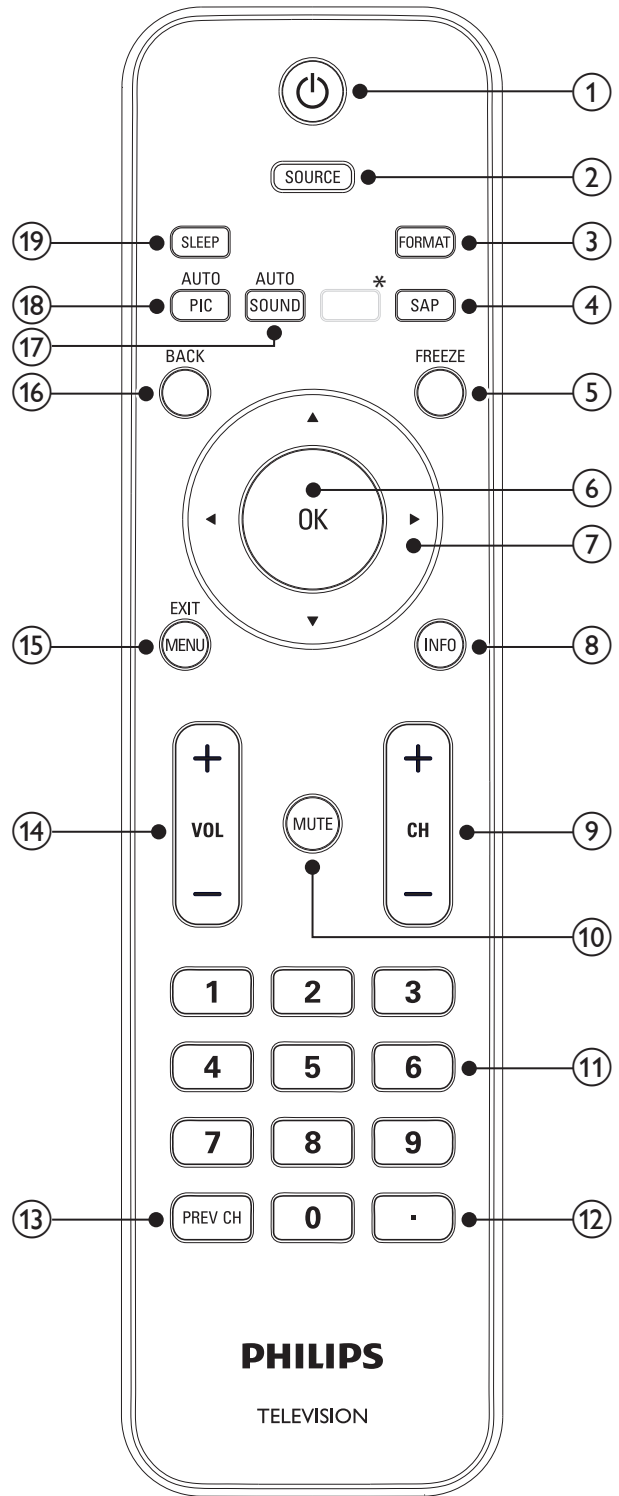 1
SOURCE
2
19
SLEEP
FORMAT
3
AUTO
AUTO
*
18
PIC
SOUND
SAP
4
17
BACK
FREEZE
16
5
6
OK
7
EXIT
15
MENU
INFO
8
+
+
14
VOL
MUTE
CH
9
−
−
10
1 2 3
4 5 6
11
7 8 9
13
PREV CH
0
.
12
PHILIPS
TELEVISION